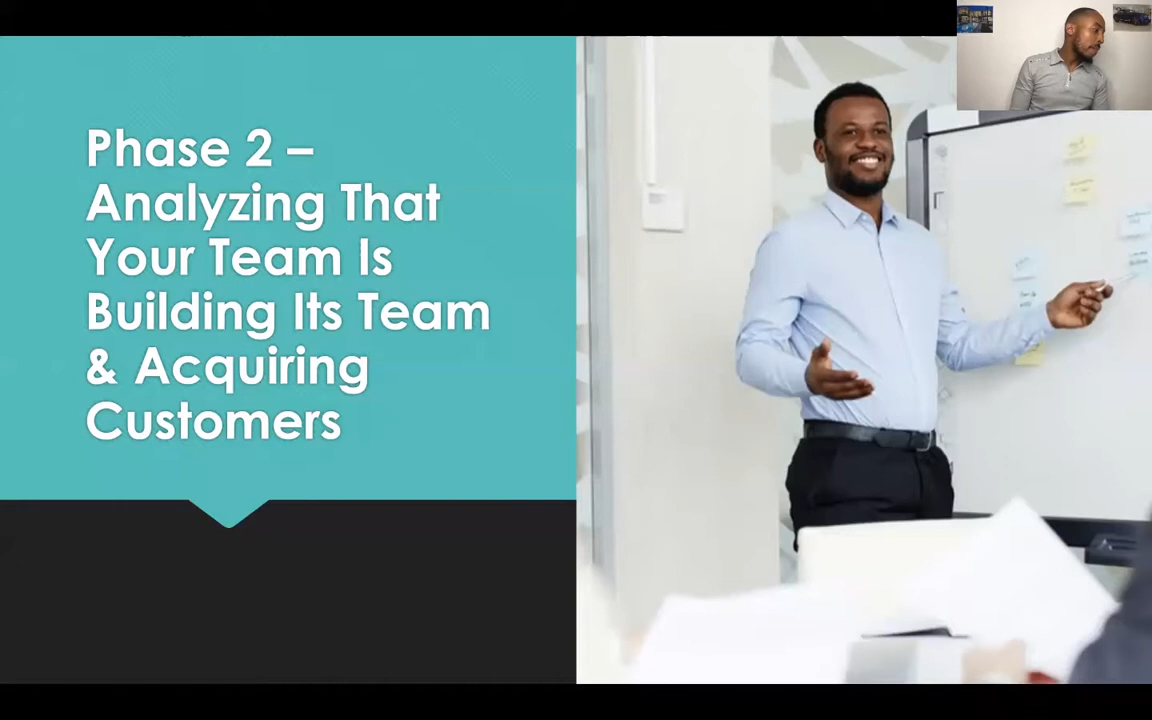 Phase 2 –
Analyzing That
Your Team Is
Building Its Team
& Acquiring
Customers